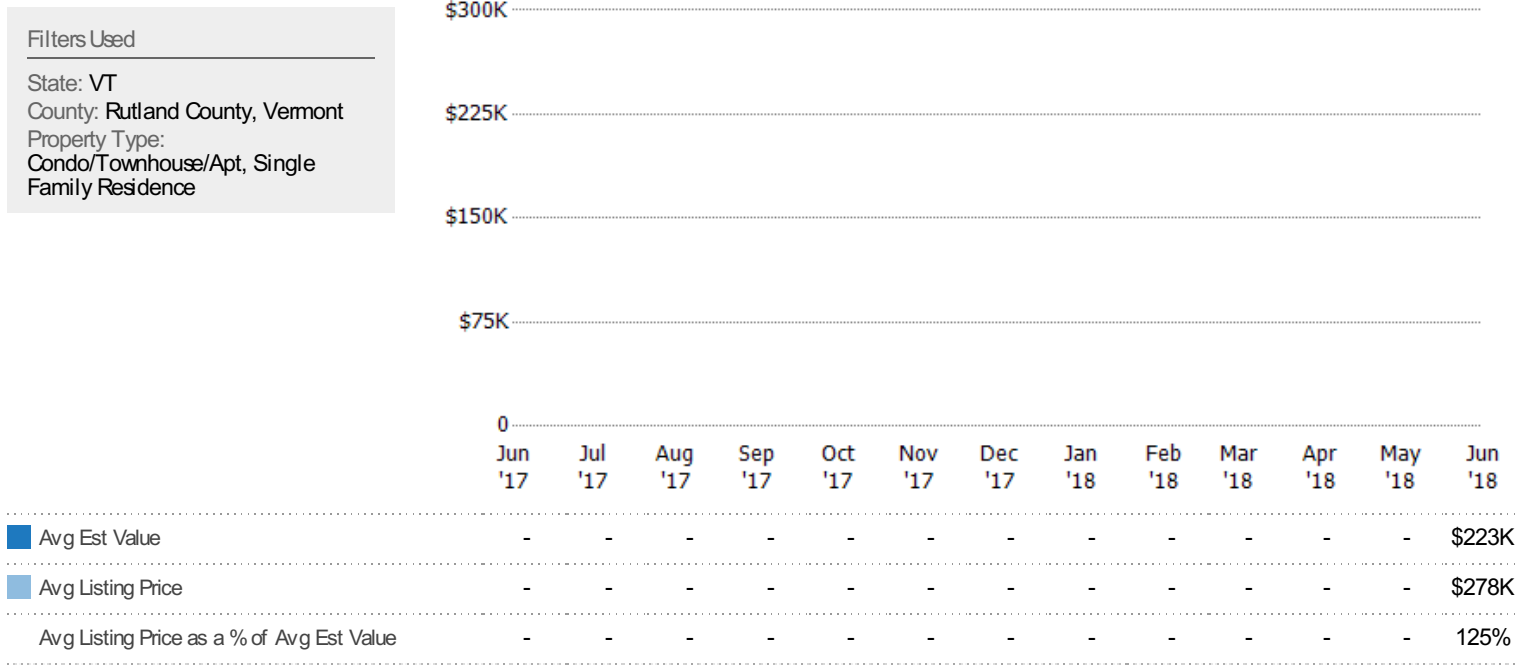 Filters Used
State: VT
County: Rutland County, Vermont
Property Type:
Condo/Townhouse/Apt, Single
Family Residence
$300K
$225K
$150K
$75K
0
Jun Jul Aug Sep Oct Nov Dec Jan Feb Mar Apr May Jun
'17 '17 '17 '17 '17 '17 '17 '18 '18 '18 '18 '18 '18
Avg Est Value - - - - - - - - - - - - $223K
Avg Listing Price - - - - - - - - - - - - $278K
Avg Listing Price as a % of Avg Est Value - - - - - - - - - - - - 125%